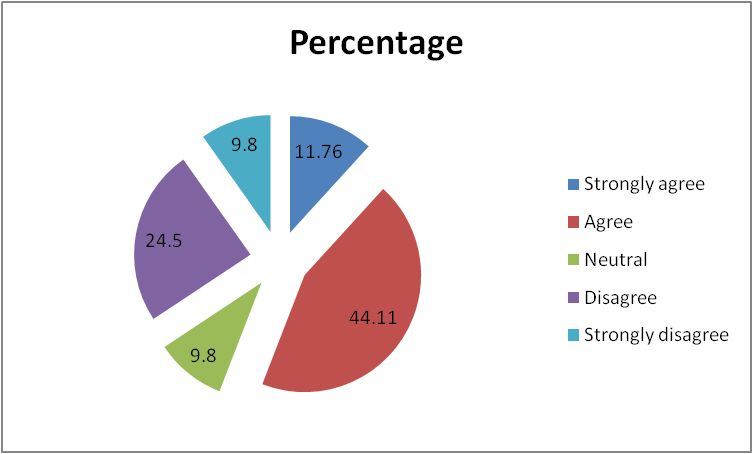 Percentage
9.8
11.76
24.5
44.11
9.8
Strongly agree
Agree
Neutral
Disagree
Strongly disagree